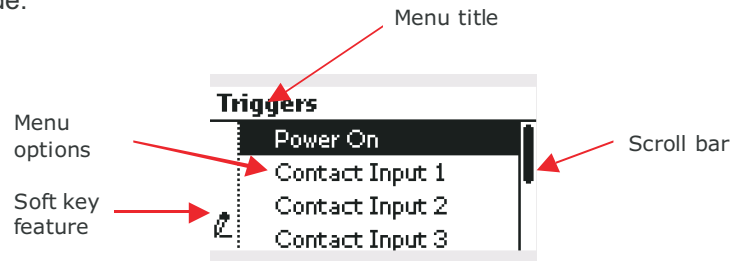 de.
Menu title
Triggers
Menu
options
Power On
Contact Input 1
Scroll bar
Soft key
feature
Contact Input 2
Contact Input 3